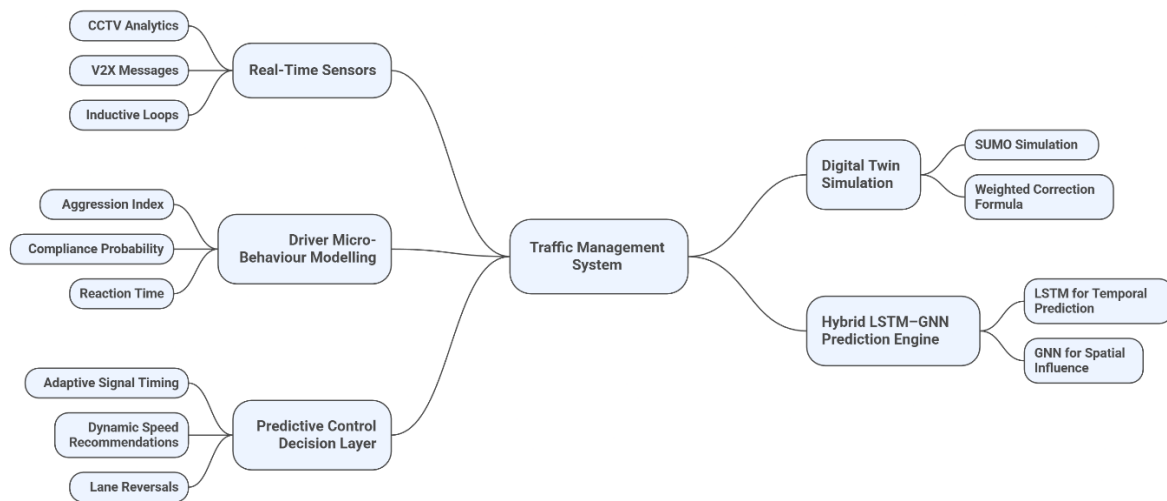 CCTV Analytics
V2X Messages
Inductive Loops
Real-Time Sensors
Aggression Index
Compliance Probability
Reaction Time
Driver Micro-
Behaviour Modelling
Adaptive Signal Timing
Dynamic Speed
Recommendations
Lane Reversals
Predictive Control
Decision Layer
Traffic Management
System
Digital Twin
Simulation
SUMO Simulation
Weighted Correction
Formula
Hybrid LSTM–GNN
Prediction Engine
LSTM for Temporal
Prediction
GNN for Spatial
Influence